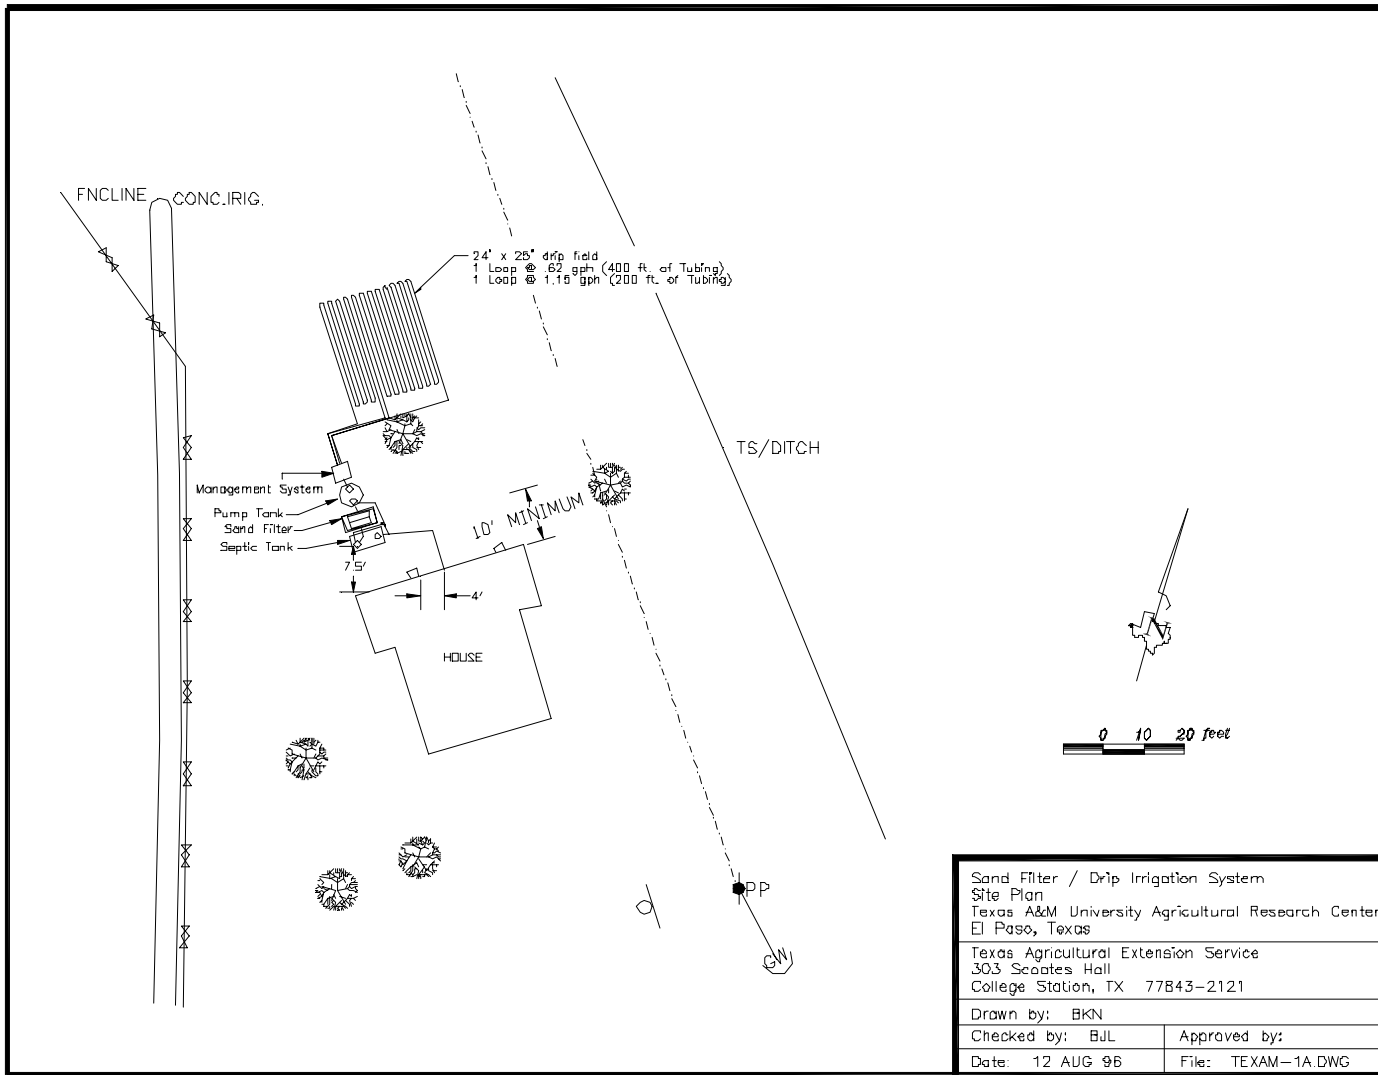 FNCLINE
CONC.IRIG.
24' x 25' drip field
1 Loop @ .62 gph (400 ft. of Tubing)
1 Loop @ 1.15 gph (200 ft. of Tubing)
TS/DITCH
Management System
Pump Tank
Sand Filter
Septic Tank
10' MINIMUM
7.5'
4'
HOUSE
N
0 10 20 feet
PP
GW
Sand Filter / Drip Irrigation System
Site Plan
Texas A&M University Agricultural Research Center
El Paso, Texas
Texas Agricultural Extension Service
303 Scoates Hall
College Station, TX 77843-2121
Drawn by: BKN
Checked by: BJL
Approved by:
Date: 12 AUG 96
File: TEXAM-1A.DWG